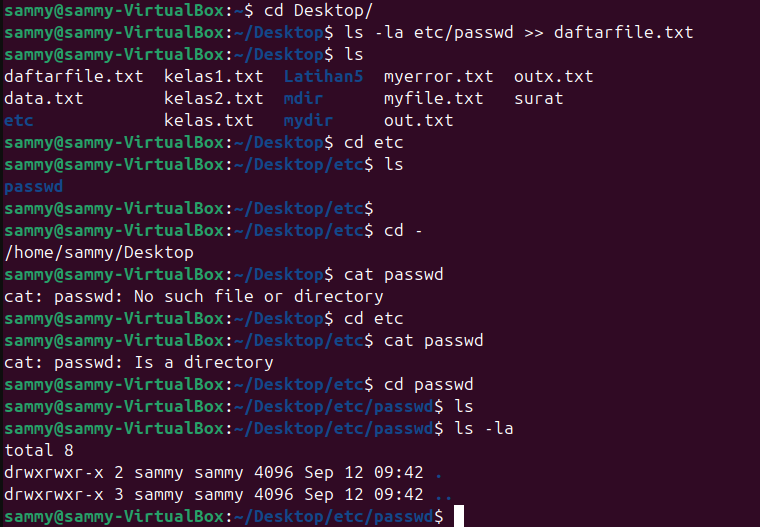 sammy@sammy-VirtualBox:~$ cd Desktop/
sammy@sammy-VirtualBox:~/Desktop$ ls -la etc/passwd >> daftarfile.txt
sammy@sammy-VirtualBox:~/Desktop$ ls
daftarfile.txt  kelas1.txt  Latihan5  myerror.txt  outx.txt
data.txt        kelas2.txt  mdir      myfile.txt   surat
etc             kelas.txt   mydir     out.txt
sammy@sammy-VirtualBox:~/Desktop$ cd etc
sammy@sammy-VirtualBox:~/Desktop/etc$ ls
passwd
sammy@sammy-VirtualBox:~/Desktop/etc$
sammy@sammy-VirtualBox:~/Desktop/etc$ cd -
/home/sammy/Desktop
sammy@sammy-VirtualBox:~/Desktop$ cat passwd
cat: passwd: No such file or directory
sammy@sammy-VirtualBox:~/Desktop$ cd etc
sammy@sammy-VirtualBox:~/Desktop/etc$ cat passwd
cat: passwd: Is a directory
sammy@sammy-VirtualBox:~/Desktop/etc$ cd passwd
sammy@sammy-VirtualBox:~/Desktop/etc/passwd$ ls
sammy@sammy-VirtualBox:~/Desktop/etc/passwd$ ls -la
total 8
drwxrwxr-x 2 sammy sammy 4096 Sep 12 09:42 .
drwxrwxr-x 3 sammy sammy 4096 Sep 12 09:42 ..
sammy@sammy-VirtualBox:~/Desktop/etc/passwd$